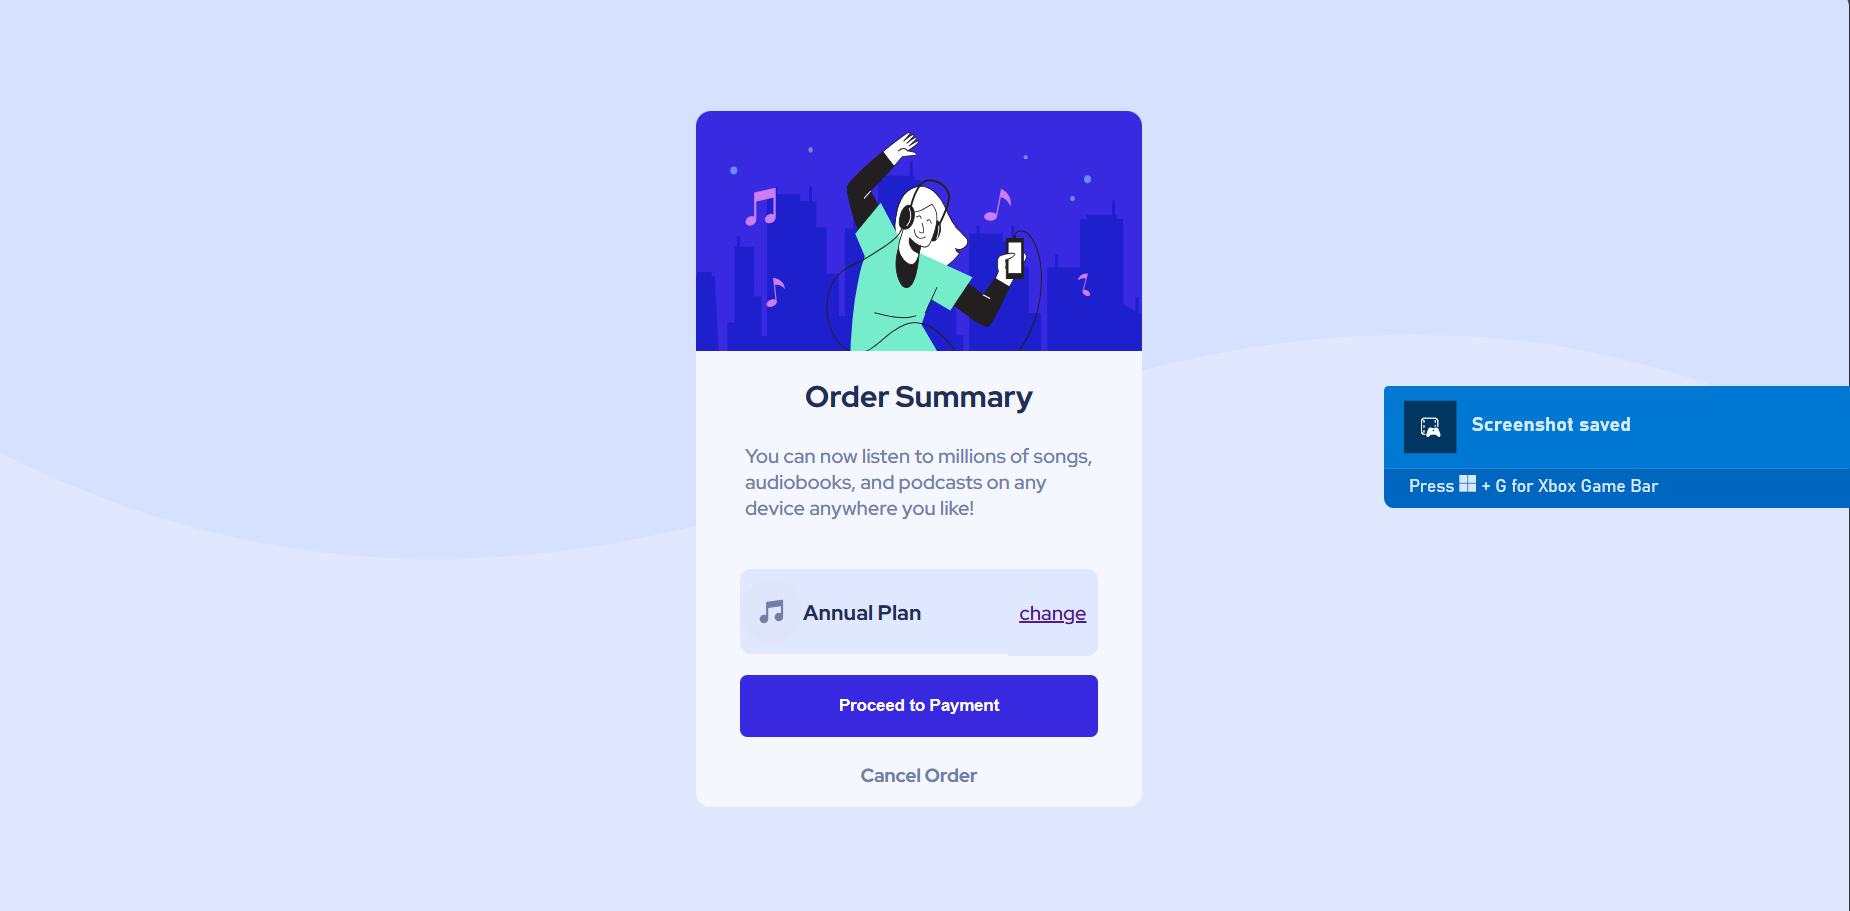 Order Summary
You can now listen to millions of songs,
audiobooks, and podcasts on any
device anywhere you like!
Annual Plan
change
Proceed to Payment
Cancel Order
Screenshot saved
Press + G for Xbox Game Bar